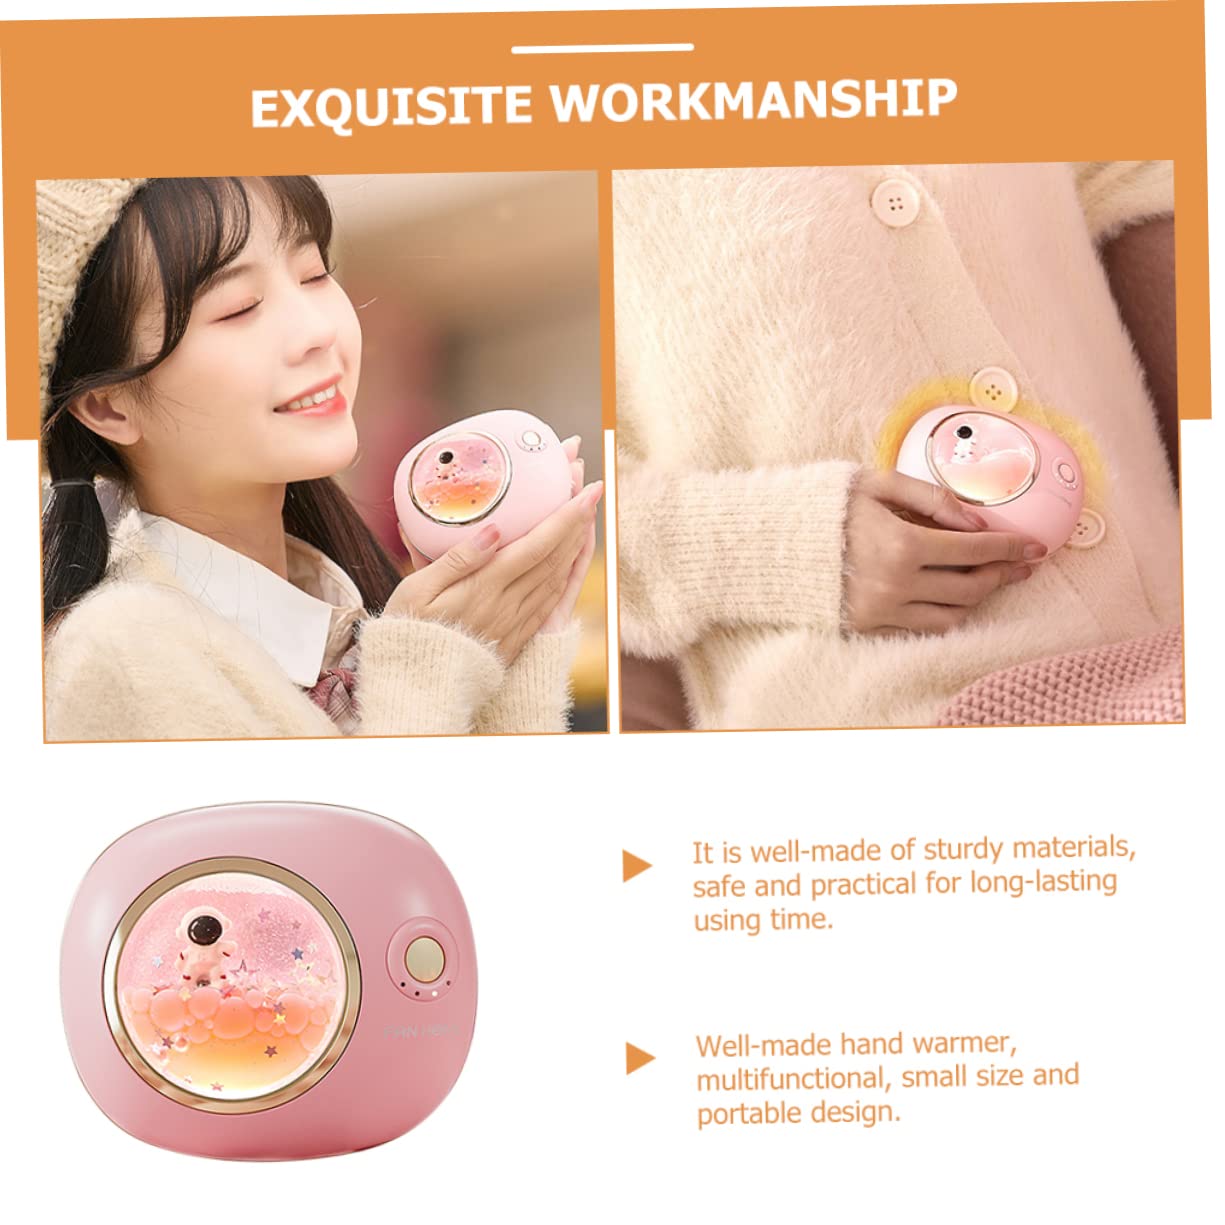 EXQUISITE WORKMANSHIP
It is well-made of sturdy materials,
safe and practical for long-lasting
using time.
Well-made hand warmer,
multifunctional, small size and
portable design.